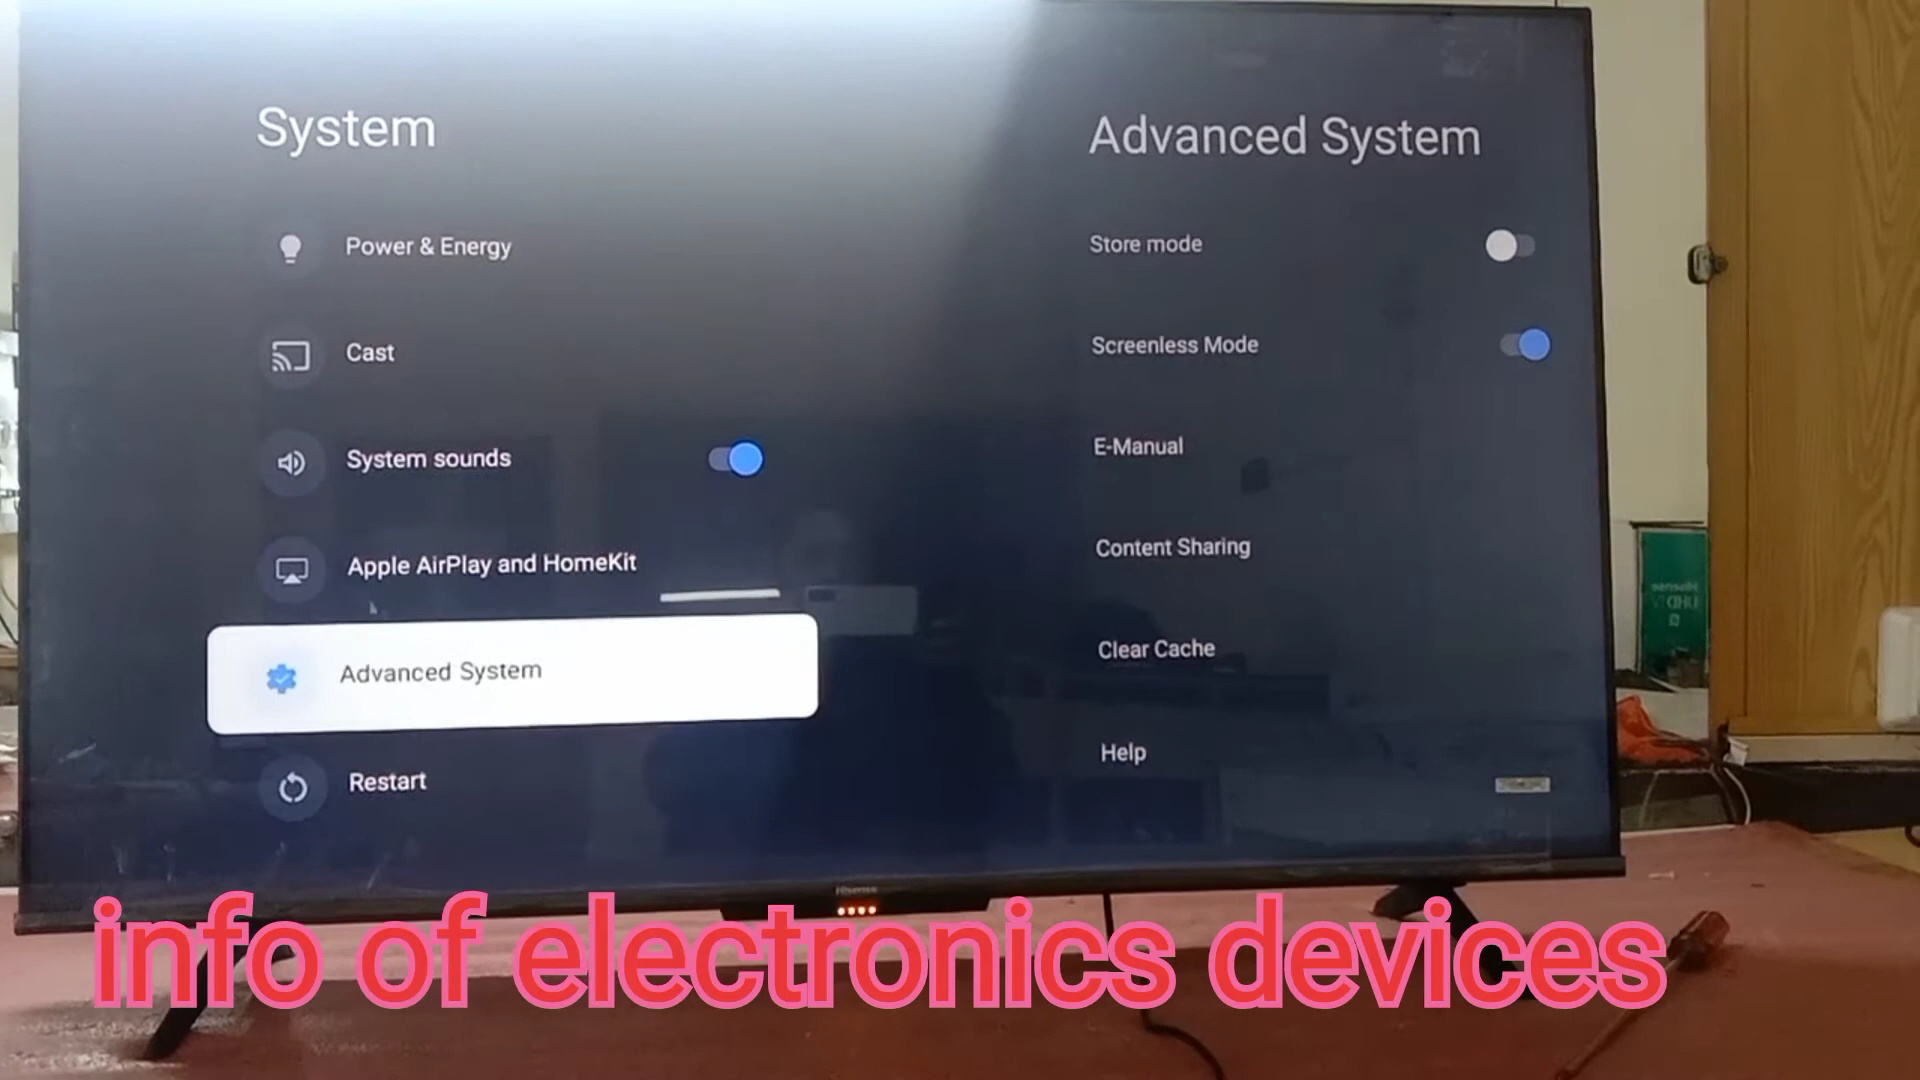 System
Power & Energy
Cast
System sounds
Apple AirPlay and HomeKit
Advanced System
Restart
Advanced System
Store mode
Screenless Mode
E-Manual
Content Sharing
Clear Cache
Help
Hisense
info of electronics devices